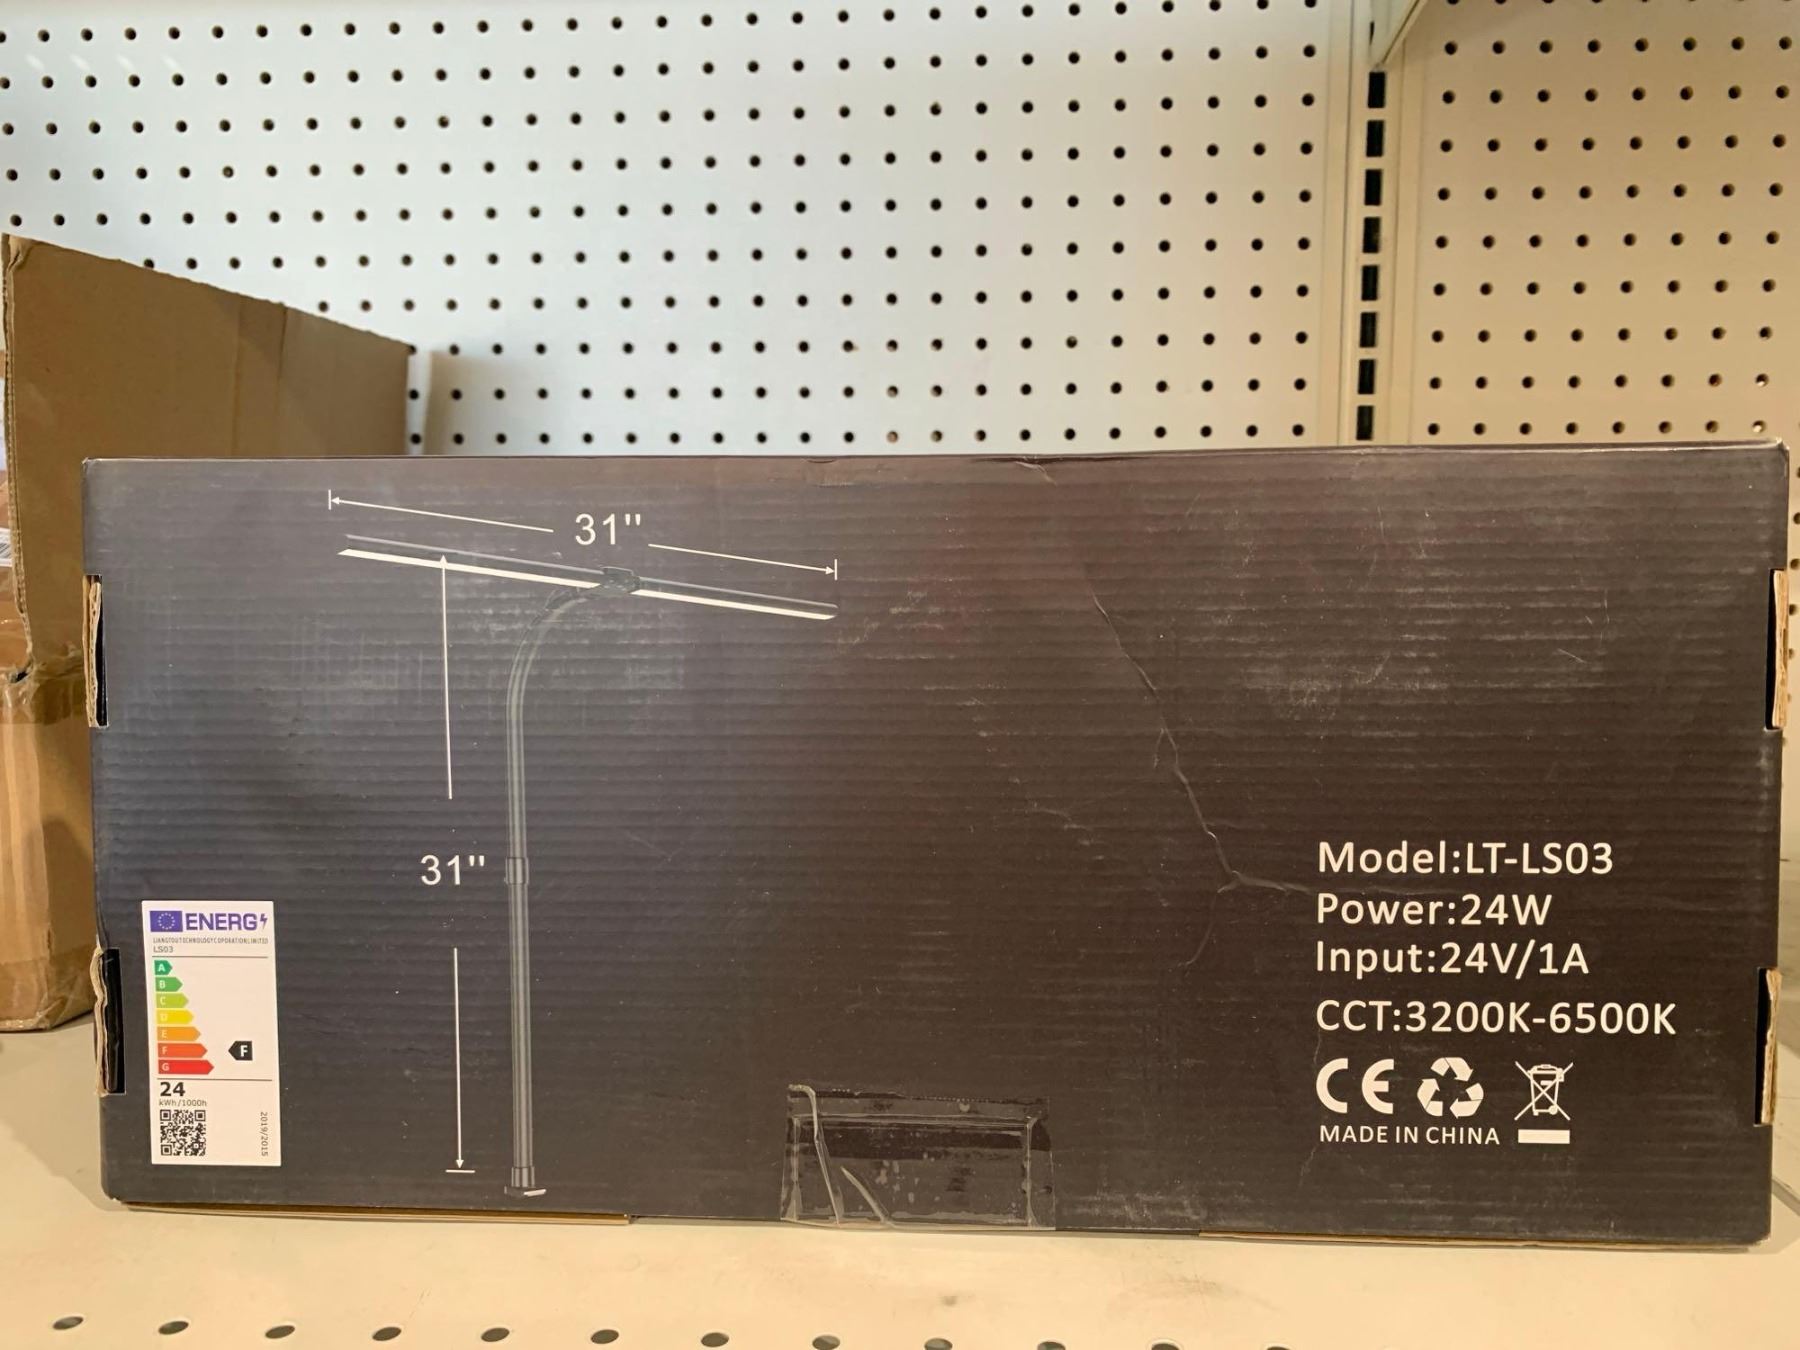 31"
31"
ENERG
LIANGTOUTECHNOLOGYCOPORATIONLIMITED
LS03
A
B
C
D
E
F
F
G
24
kWh/1000h
2019/2015
Model:LT-LS03
Power:24W
Input:24V/1A
CCT:3200K-6500K
CE
MADE IN CHINA